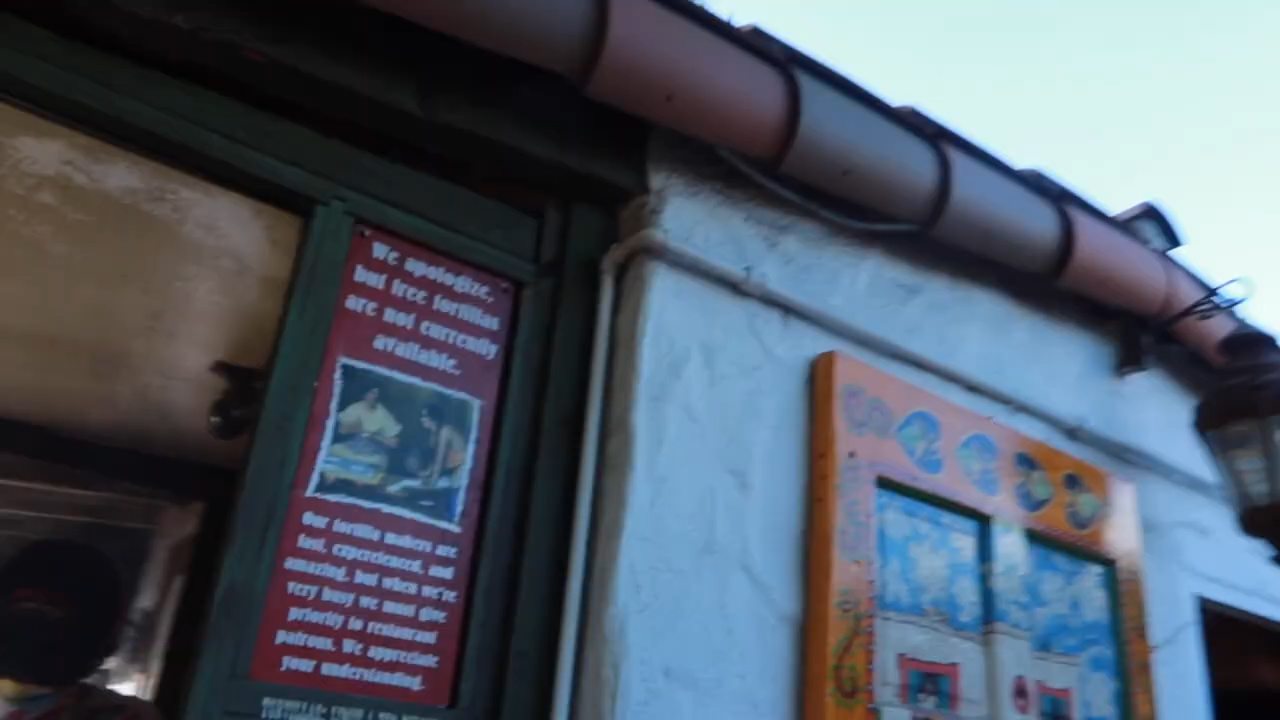 We apologize,
but free tortillas
are not currently
available.
Our tortilla makers are
fast, experienced, and
amazing, but when we're
very busy we must give
priority to restaurant
patrons. We appreciate
your understanding.